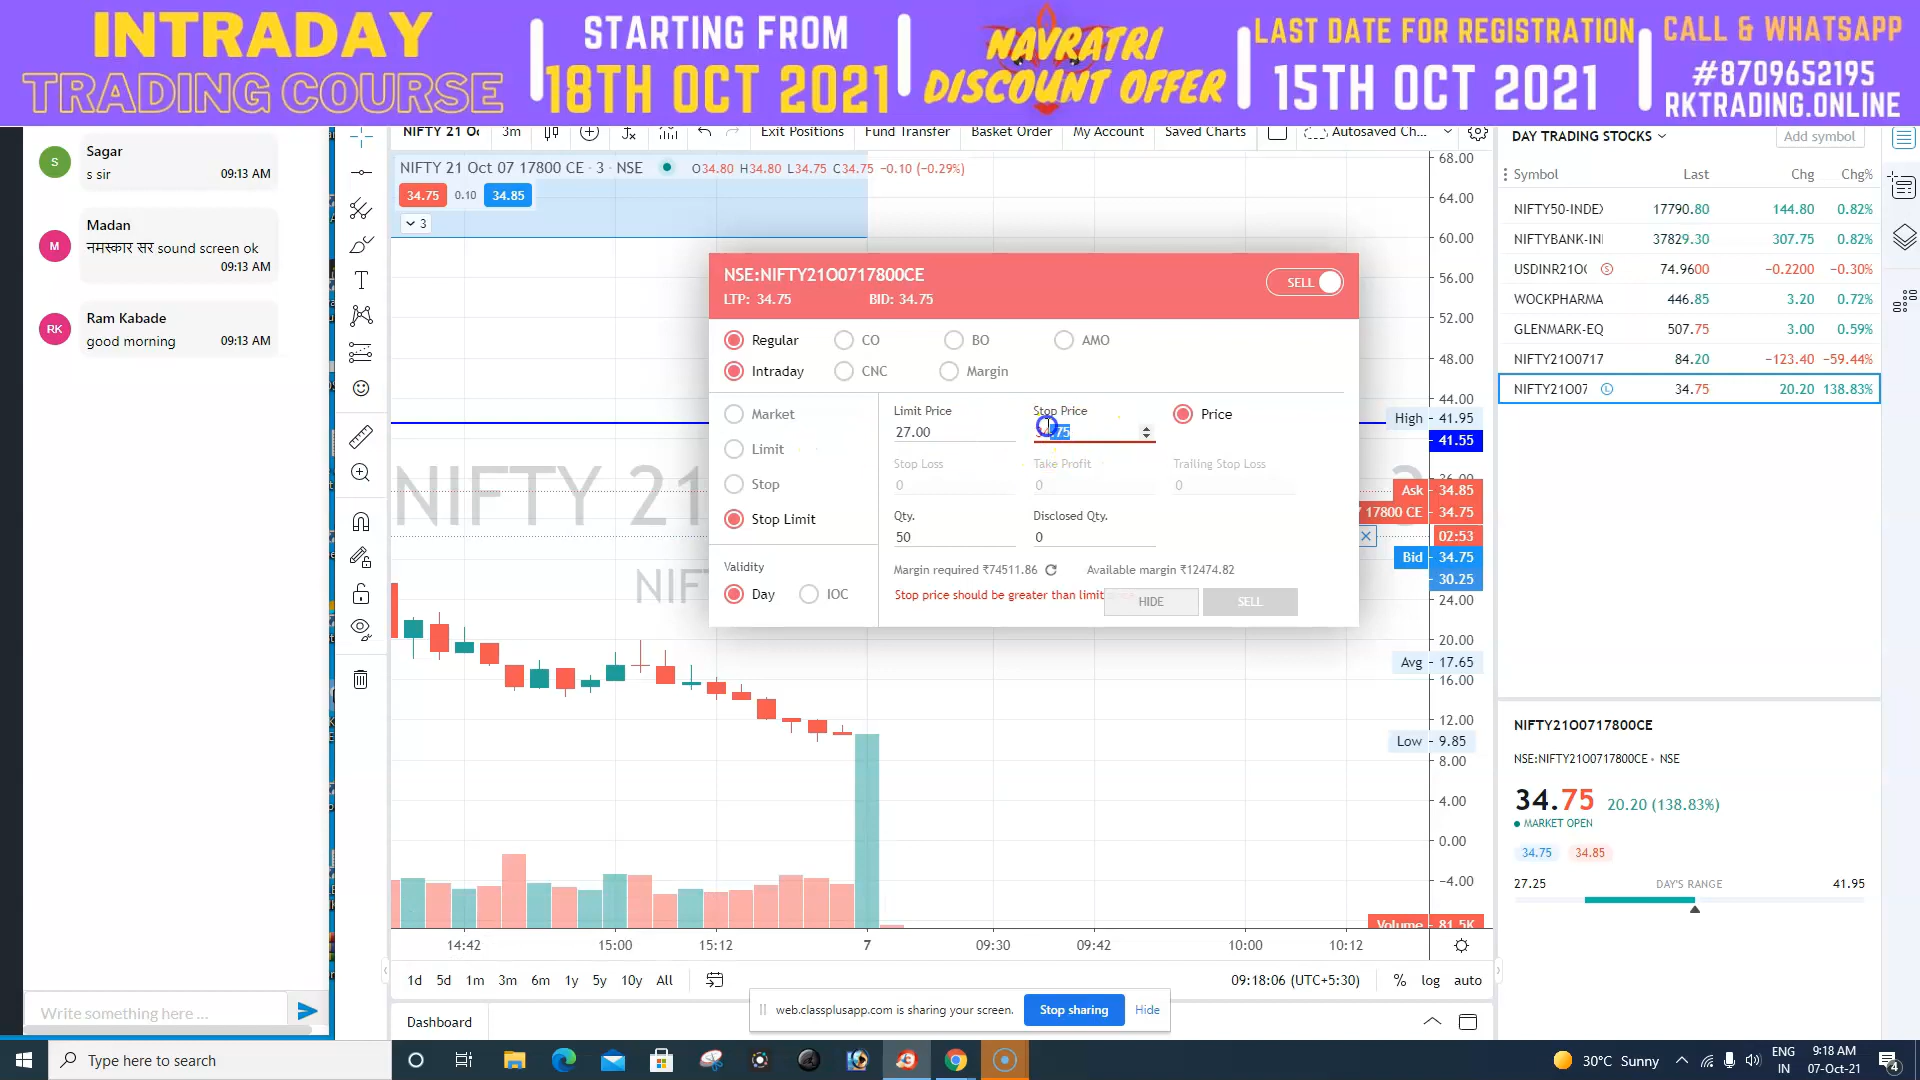 INTRADAY
TRADING COURSE
STARTING FROM
18TH OCT 2021
NAVRATRI
DISCOUNT OFFER
LAST DATE FOR REGISTRATION
15TH OCT 2021
CALL & WHATSAPP
#8709652195
RKTRADING.ONLINE
S
Sagar
s sir
09:13 AM
M
Madan
नमस्कार सर sound screen ok
09:13 AM
RK
Ram Kabade
good morning
09:13 AM
Write something here ...
3m
Exit Positions
Fund Transfer
Basket Order
My Account
Saved Charts
Autosaved Ch...
NIFTY 21 Oct 07 17800 CE · 3 · NSE
O34.80 H34.80 L34.75 C34.75 −0.10 (−0.29%)
34.75
0.10
34.85
3
NSE:NIFTY21O0717800CE
LTP: 34.75
BID: 34.75
SELL
Regular
CO
BO
AMO
Intraday
CNC
Margin
Market
Limit
Stop
Stop Limit
Limit Price
27.00
Stop Price
34.75
Price
Stop Loss
0
Take Profit
0
Trailing Stop Loss
0
Qty.
50
Disclosed Qty.
0
Validity
Day
IOC
Margin required ₹74511.86
Available margin ₹12474.82
Stop price should be greater than limit
HIDE
SELL
NIFTY 21
68.00
64.00
60.00
56.00
52.00
48.00
44.00
High
41.95
41.55
Ask
34.85
17800 CE
34.75
02:53
Bid
34.75
30.25
24.00
20.00
Avg
17.65
16.00
12.00
Low
9.85
8.00
4.00
0.00
−4.00
Volume
81.5K
14:42
15:00
15:12
7
09:30
09:42
10:00
10:12
1d 5d 1m 3m 6m 1y 5y 10y All
09:18:06 (UTC+5:30)
% log auto
web.classplusapp.com is sharing your screen.
Stop sharing
Hide
Dashboard
DAY TRADING STOCKS
Add symbol
Symbol Last Chg Chg%
17790.80 144.80 0.82%
37829.30 307.75 0.82%
74.9600 −0.2200 −0.30%
WOCKPHARMA 446.85 3.20 0.72%
GLENMARK-EQ 507.75 3.00 0.59%
NIFTY21O0717 84.20 −123.40 −59.44%
NIFTY21O07 L 34.75 20.20 138.83%
NIFTY21O0717800CE
NSE:NIFTY21O0717800CE • NSE
34.75 20.20 (138.83%)
MARKET OPEN
34.75
34.85
27.25
DAY'S RANGE
41.95
Type here to search
30°C Sunny
ENG
IN
9:18 AM
07-Oct-21
4